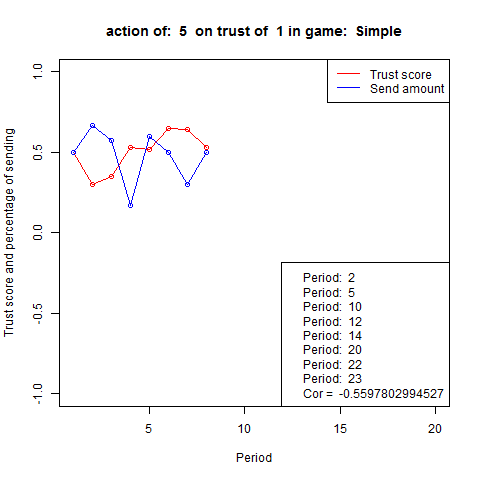 action of:  5  on trust of  1 in game:  Simple
Trust score
Send amount
1.0
0.5
0.0
-0.5
-1.0
Trust score and percentage of sending
Period:  2
Period:  5
Period:  10
Period:  12
Period:  14
Period:  20
Period:  22
Period:  23
Cor =  -0.5597802994527
5
10
15
20
Period